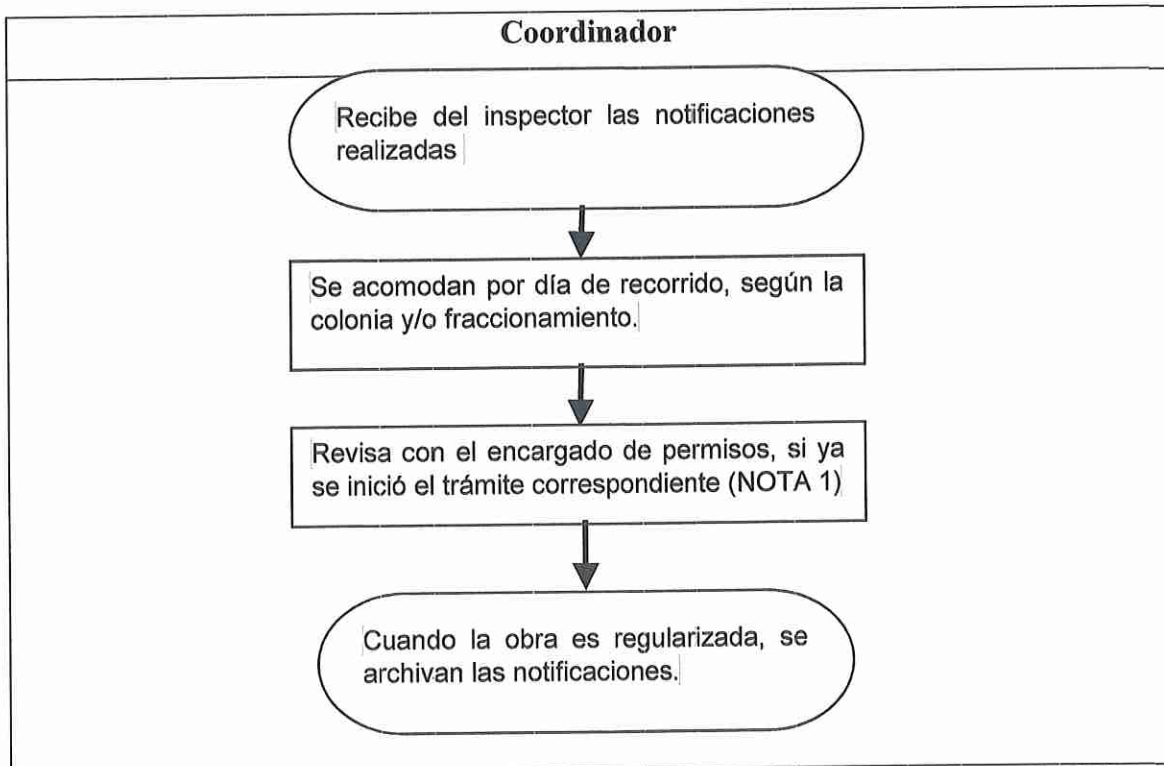 Coordinador
Recibe del inspector las notificaciones
realizadas
Se acomodan por día de recorrido, según la
colonia y/o fraccionamiento.
Revisa con el encargado de permisos, si ya
se inició el trámite correspondiente (NOTA 1)
Cuando la obra es regularizada, se
archivan las notificaciones.